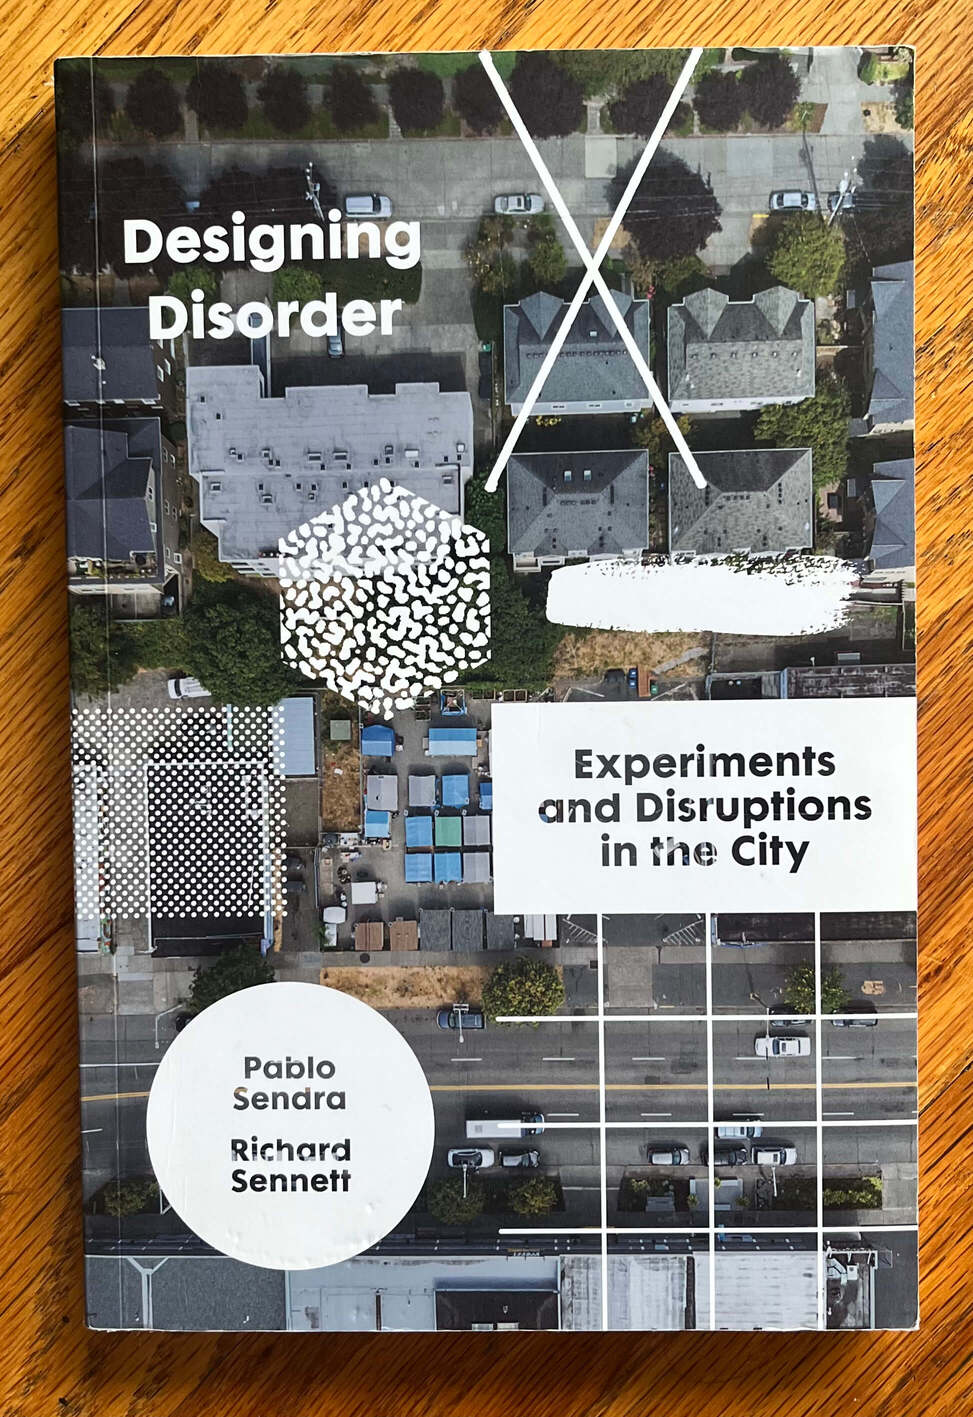 Designing
Disorder
Experiments
and Disruptions
in the City
Pablo
Sendra
Richard
Sennett